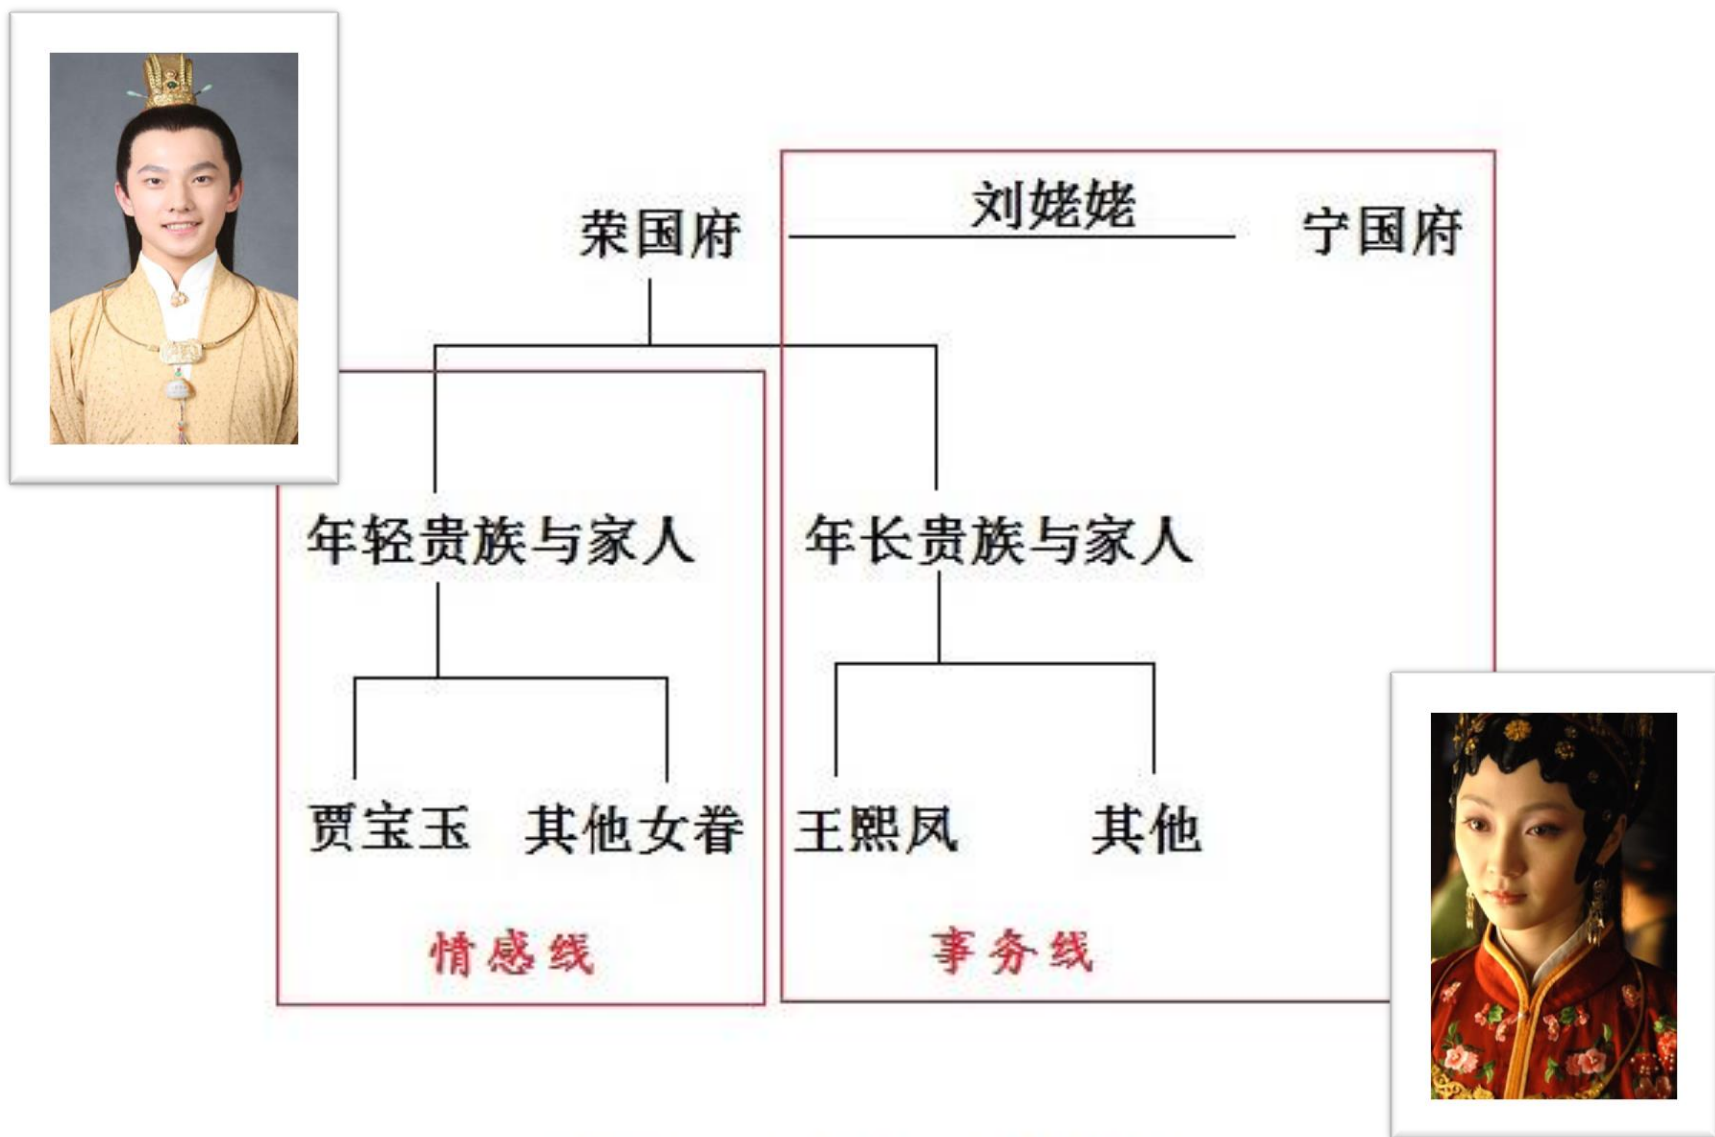 刘姥姥
荣国府 宁国府
年轻贵族与家人 年长贵族与家人
贾宝玉 其他女眷 王熙凤 其他
情感线 事务线